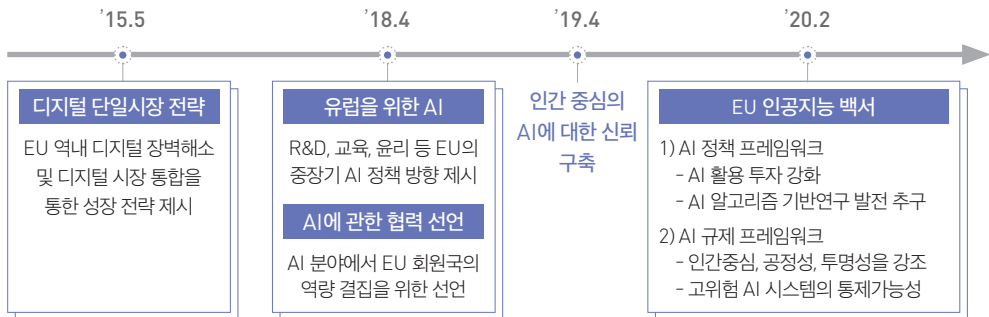 ’15.5
’18.4
’19.4
’20.2
디지털 단일시장 전략
EU 역내 디지털 장벽해소
및 디지털 시장 통합을
통한 성장 전략 제시
유럽을 위한 AI
R&D, 교육, 윤리 등 EU의
중장기 AI 정책 방향 제시
AI에 관한 협력 선언
AI 분야에서 EU 회원국의
역량 결집을 위한 선언
인간 중심의
AI에 대한 신뢰
구축
EU 인공지능 백서
1) AI 정책 프레임워크
- AI 활용 투자 강화
- AI 알고리즘 기반연구 발전 추구
2) AI 규제 프레임워크
- 인간중심, 공정성, 투명성을 강조
- 고위험 AI 시스템의 통제가능성